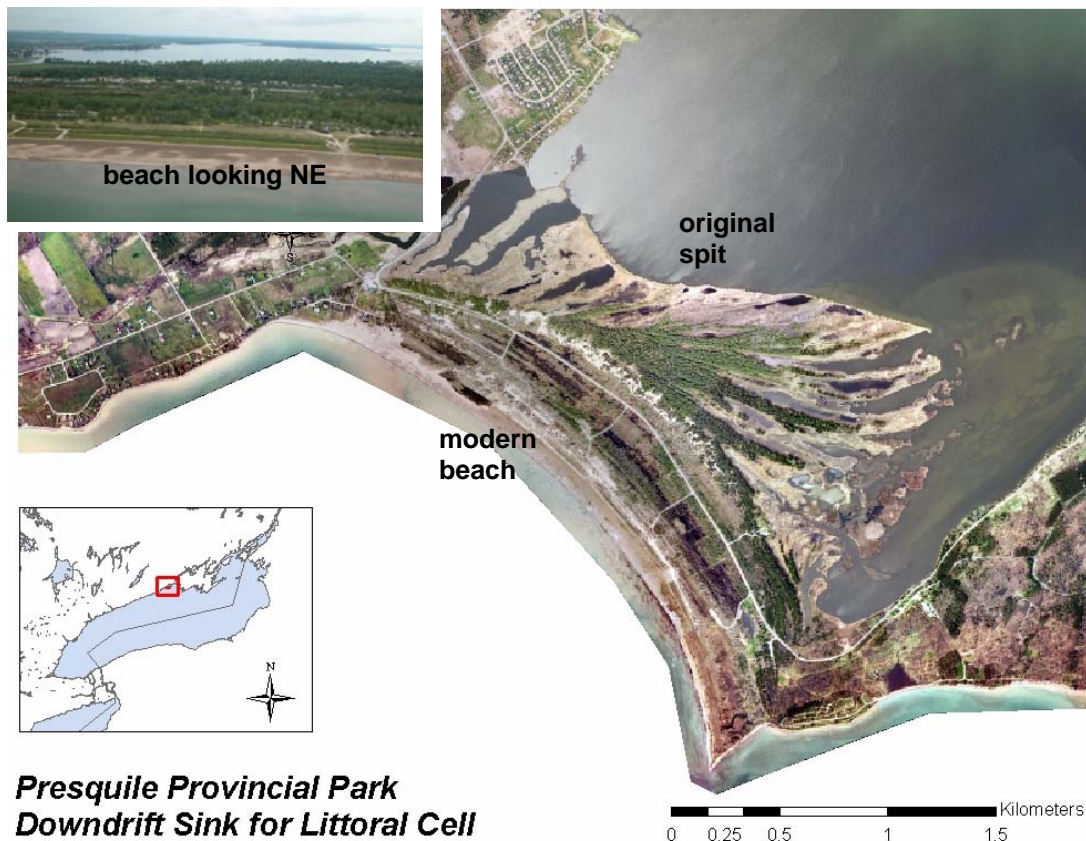 beach looking NE
original
spit
S
modern
beach
N
Presquile Provincial Park
Downdrift Sink for Littoral Cell
Kilometers
0 0.25 0.5 1 1.5